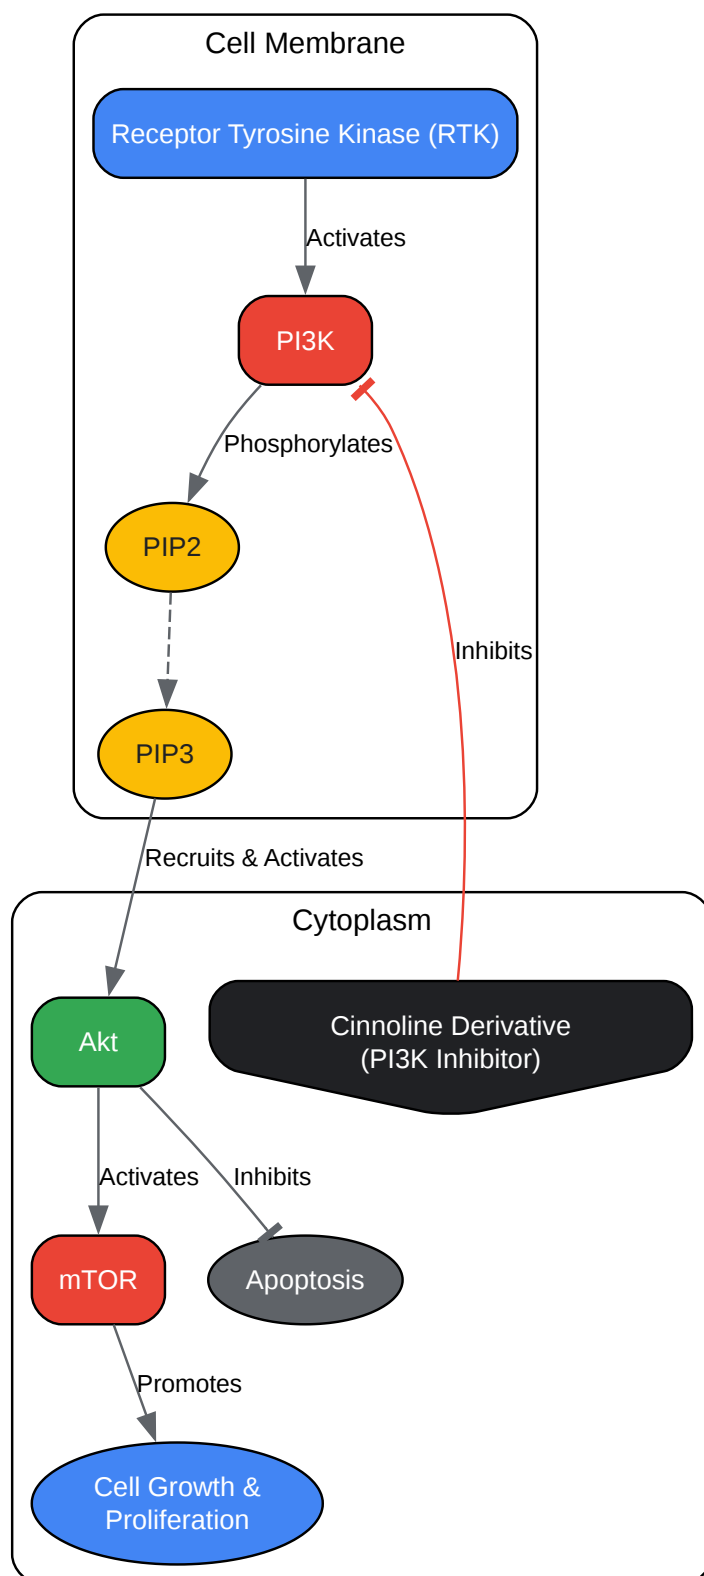 Cell Membrane
Receptor Tyrosine Kinase (RTK)
Activates
PI3K
Phosphorylates
PIP2
Inhibits
PIP3
Recruits & Activates
Cytoplasm
Cinnoline Derivative
(PI3K Inhibitor)
Akt
Activates
Inhibits
mTOR
Apoptosis
Promotes
Cell Growth &
Proliferation